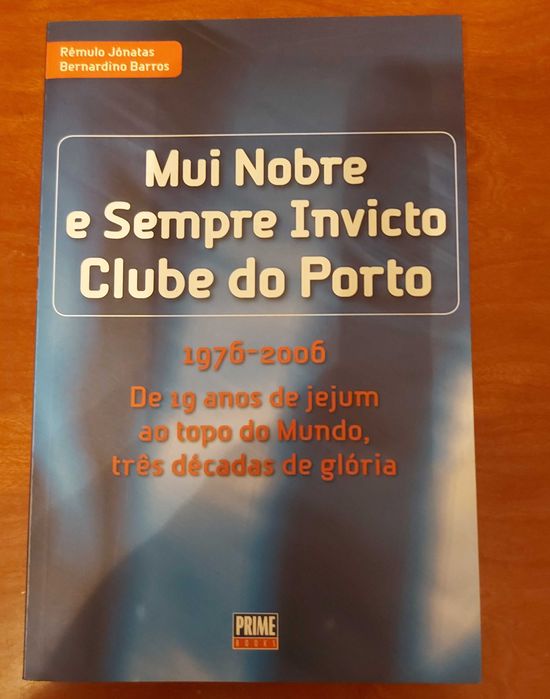 Rêmulo Jônatas
Bernardino Barros
Mui Nobre
e Sempre Invicto
Clube do Porto
1976-2006
De 19 anos de jejum
ao topo do Mundo,
três décadas de glória
PRIME
BOOKS